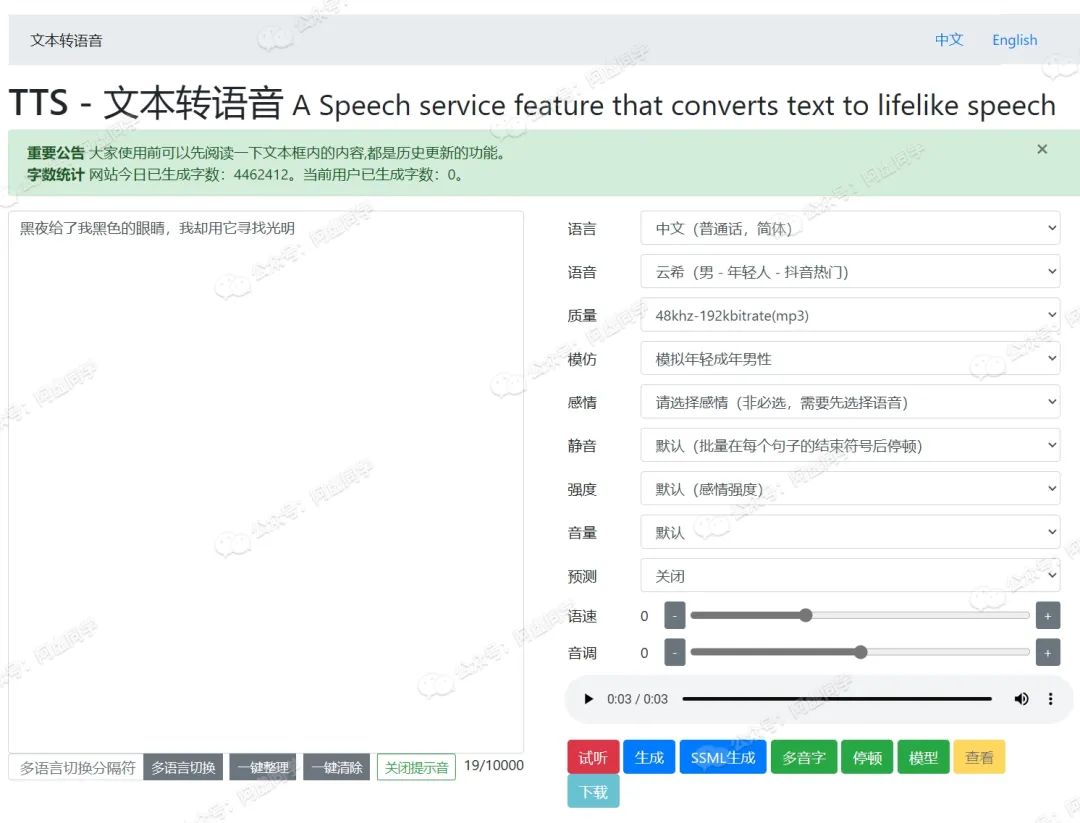 文本转语音
中文 English
TTS - 文本转语音 A Speech service feature that converts text to lifelike speech
重要公告 大家使用前可以先阅读一下文本框内的内容,都是历史更新的功能。
×
字数统计 网站今日已生成字数：4462412。当前用户已生成字数：0。
黑夜给了我黑色的眼睛，我却用它寻找光明
语言 中文（普通话，简体）
语音 云希（男 - 年轻人 - 抖音热门）
质量 48khz-192kbitrate(mp3)
模仿 模拟年轻成年男性
感情 请选择感情（非必选，需要先选择语音）
静音 默认（批量在每个句子的结束符号后停顿）
强度 默认（感情强度）
音量 默认
预测 关闭
语速 0 - +
音调 0 - +
0:03 / 0:03
试听 生成 SSML生成 多音字 停顿 模型 查看
下载
多语言切换分隔符 多语言切换 一键整理 一键清除 关闭提示音 19/10000